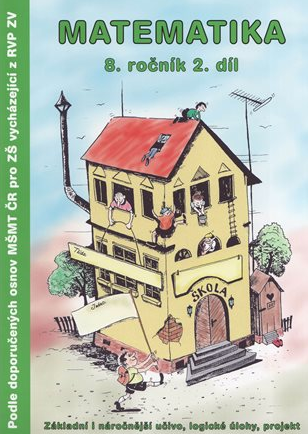 MATEMATIKA
8. ročník 2. díl
Podle doporučených osnov MŠMT ČR pro ZŠ vycházející z RVP ZV
ŠKOLA
Základní i náročnější učivo, logické úlohy, projekt